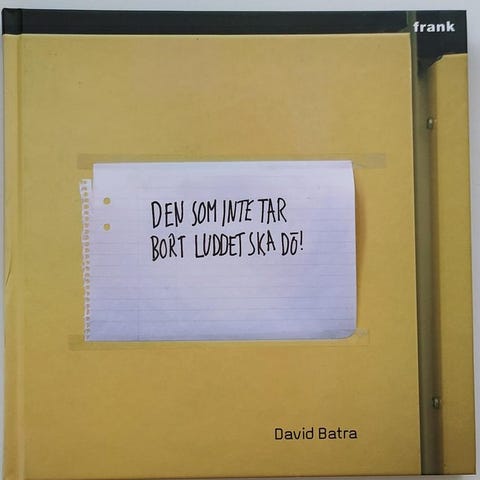 frank
DEN SOM INTE TAR
BORT LUDDET SKA DÖ!
David Batra